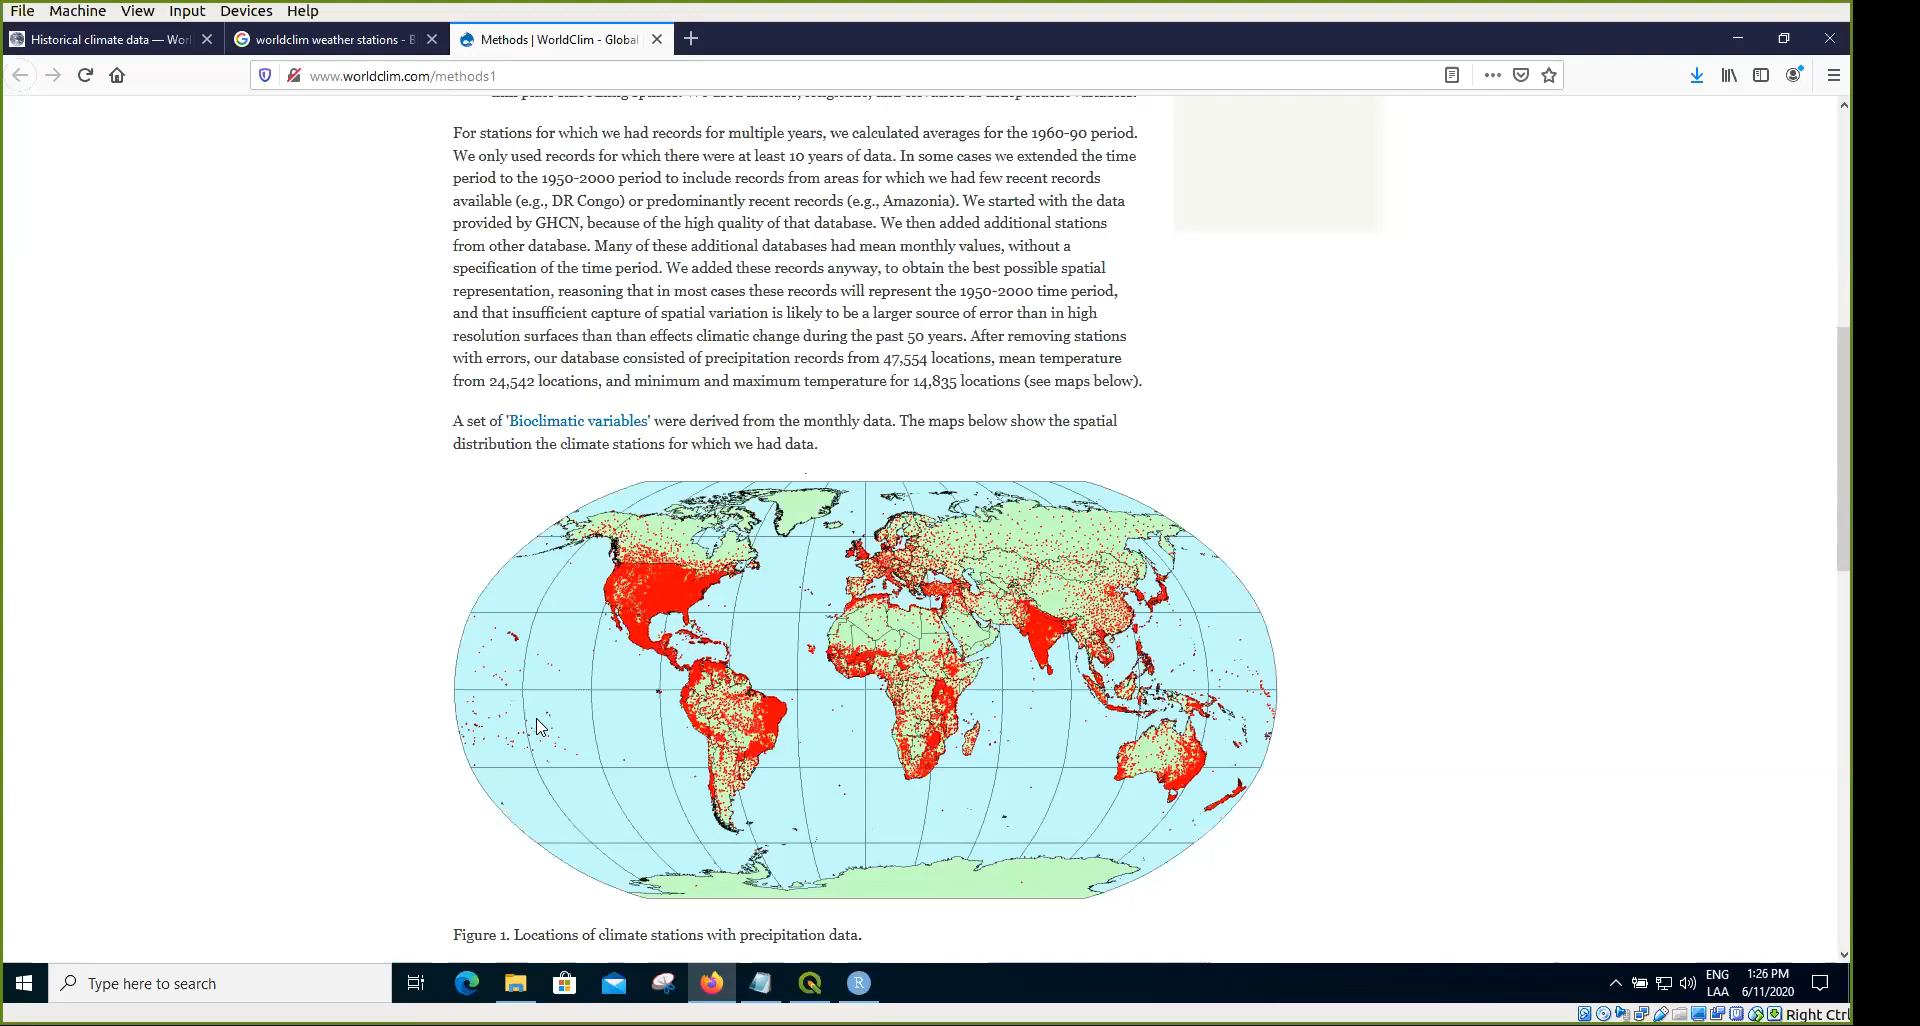 File Machine View Input Devices Help
Historical climate data — Wor
worldclim weather stations - B
Methods | WorldClim - Global
www.worldclim.com/methods1
For stations for which we had records for multiple years, we calculated averages for the 1960-90 period.
We only used records for which there were at least 10 years of data. In some cases we extended the time
period to the 1950-2000 period to include records from areas for which we had few recent records
available (e.g., DR Congo) or predominantly recent records (e.g., Amazonia). We started with the data
provided by GHCN, because of the high quality of that database. We then added additional stations
from other database. Many of these additional databases had mean monthly values, without a
specification of the time period. We added these records anyway, to obtain the best possible spatial
representation, reasoning that in most cases these records will represent the 1950-2000 time period,
and that insufficient capture of spatial variation is likely to be a larger source of error than in high
resolution surfaces than than effects climatic change during the past 50 years. After removing stations
with errors, our database consisted of precipitation records from 47,554 locations, mean temperature
from 24,542 locations, and minimum and maximum temperature for 14,835 locations (see maps below).
A set of 'Bioclimatic variables' were derived from the monthly data. The maps below show the spatial
distribution the climate stations for which we had data.
Figure 1. Locations of climate stations with precipitation data.
Type here to search
R
ENG
LAA
1:26 PM
6/11/2020
Right Ctrl